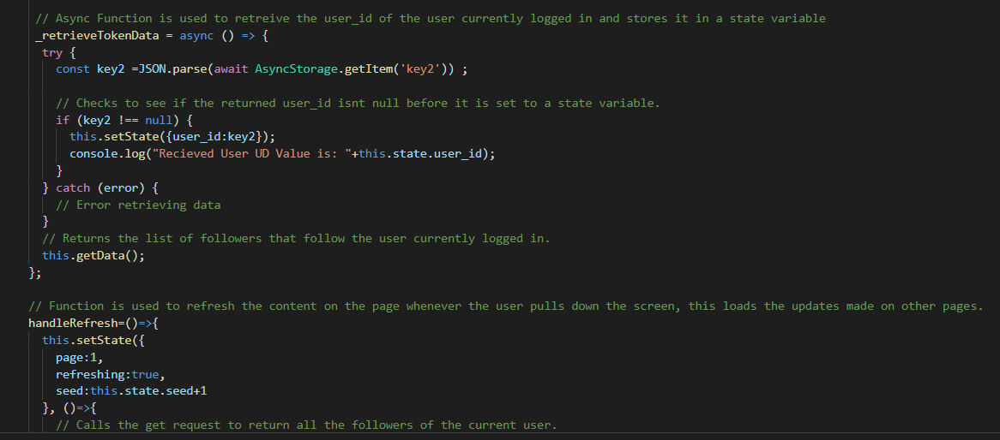 // Async Function is used to retreive the user_id of the user currently logged in and stores it in a state variable
_retrieveTokenData = async () => {
try {
const key2 =JSON.parse(await AsyncStorage.getItem('key2')) ;
// Checks to see if the returned user_id isnt null before it is set to a state variable.
if (key2 !== null) {
this.setState({user_id:key2});
console.log("Recieved User UD Value is: "+this.state.user_id);
}
} catch (error) {
// Error retrieving data
}
// Returns the list of followers that follow the user currently logged in.
this.getData();
};
// Function is used to refresh the content on the page whenever the user pulls down the screen, this loads the updates made on other pages.
handleRefresh=()=>{
this.setState({
page:1,
refreshing:true,
seed:this.state.seed+1
}, ()=>{
// Calls the get request to return all the followers of the current user.